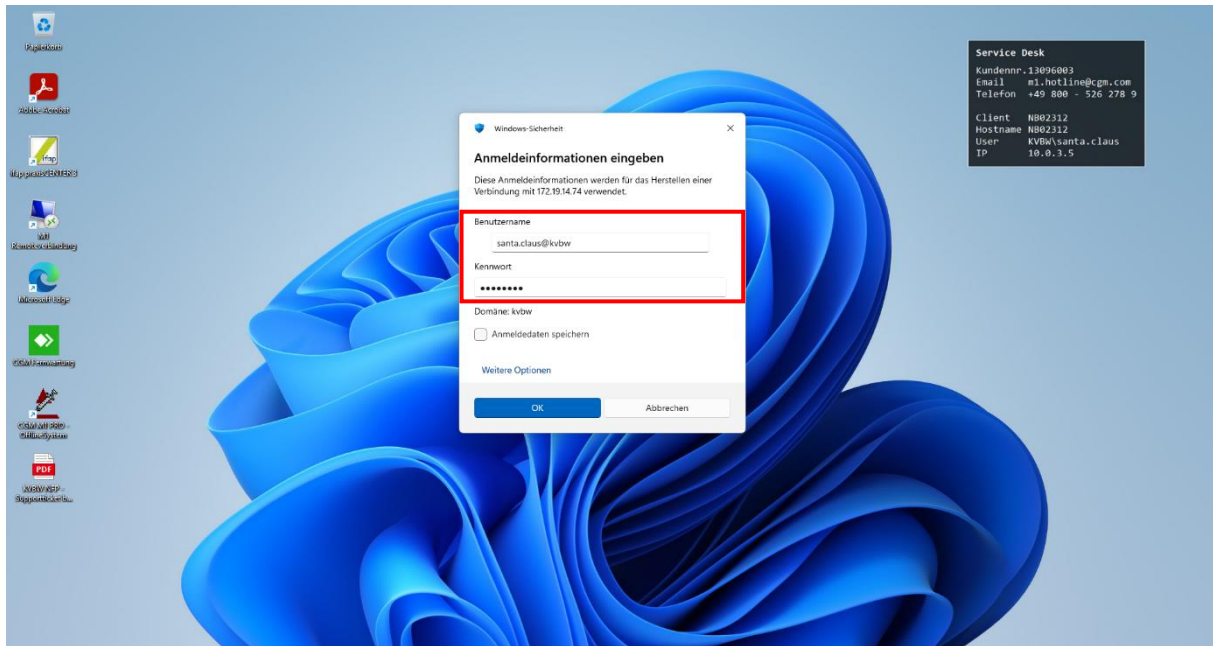 Papierkorb
Adobe Acrobat
ifap
ifap praxisCENTER 3
M1
Remoteverbindung
Microsoft Edge
CGM Fernwartung
CGM M1 PRO -
OfflineSystem
PDF
KVBW NFP -
Supportticket b...
Windows-Sicherheit
Anmeldeinformationen eingeben
Diese Anmeldeinformationen werden für das Herstellen einer
Verbindung mit 172.19.14.74 verwendet.
Benutzername
santa.claus@kvbw
Kennwort
••••••••
Domäne: kvbw
Anmeldedaten speichern
Weitere Optionen
OK Abbrechen
Service Desk
Kundennr.13096003
Email m1.hotline@cgm.com
Telefon +49 800 - 526 278 9
Client NB02312
Hostname NB02312
User KVBW\santa.claus
IP 10.0.3.5